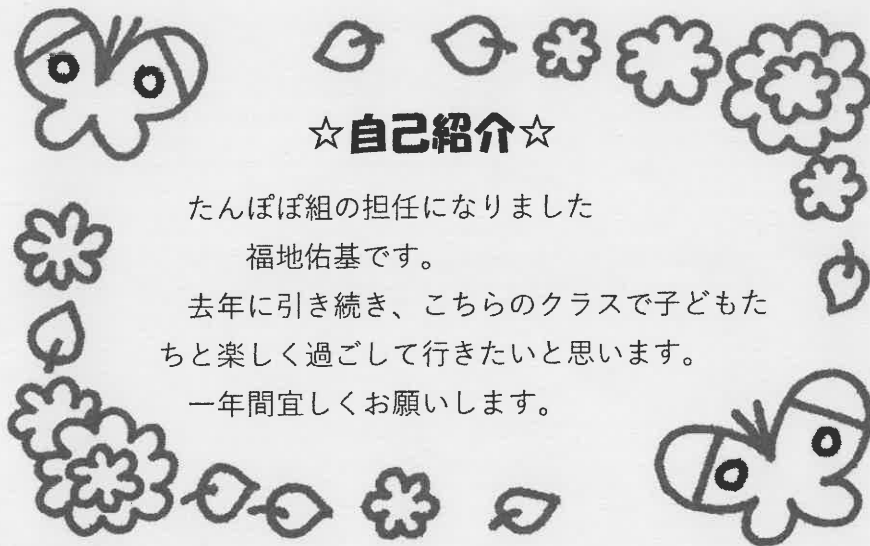 ☆自己紹介☆
たんぽぽ組の担任になりました
福地佑基です。
去年に引き続き、こちらのクラスで子どもた
ちと楽しく過ごして行きたいと思います。
一年間宜しくお願いします。